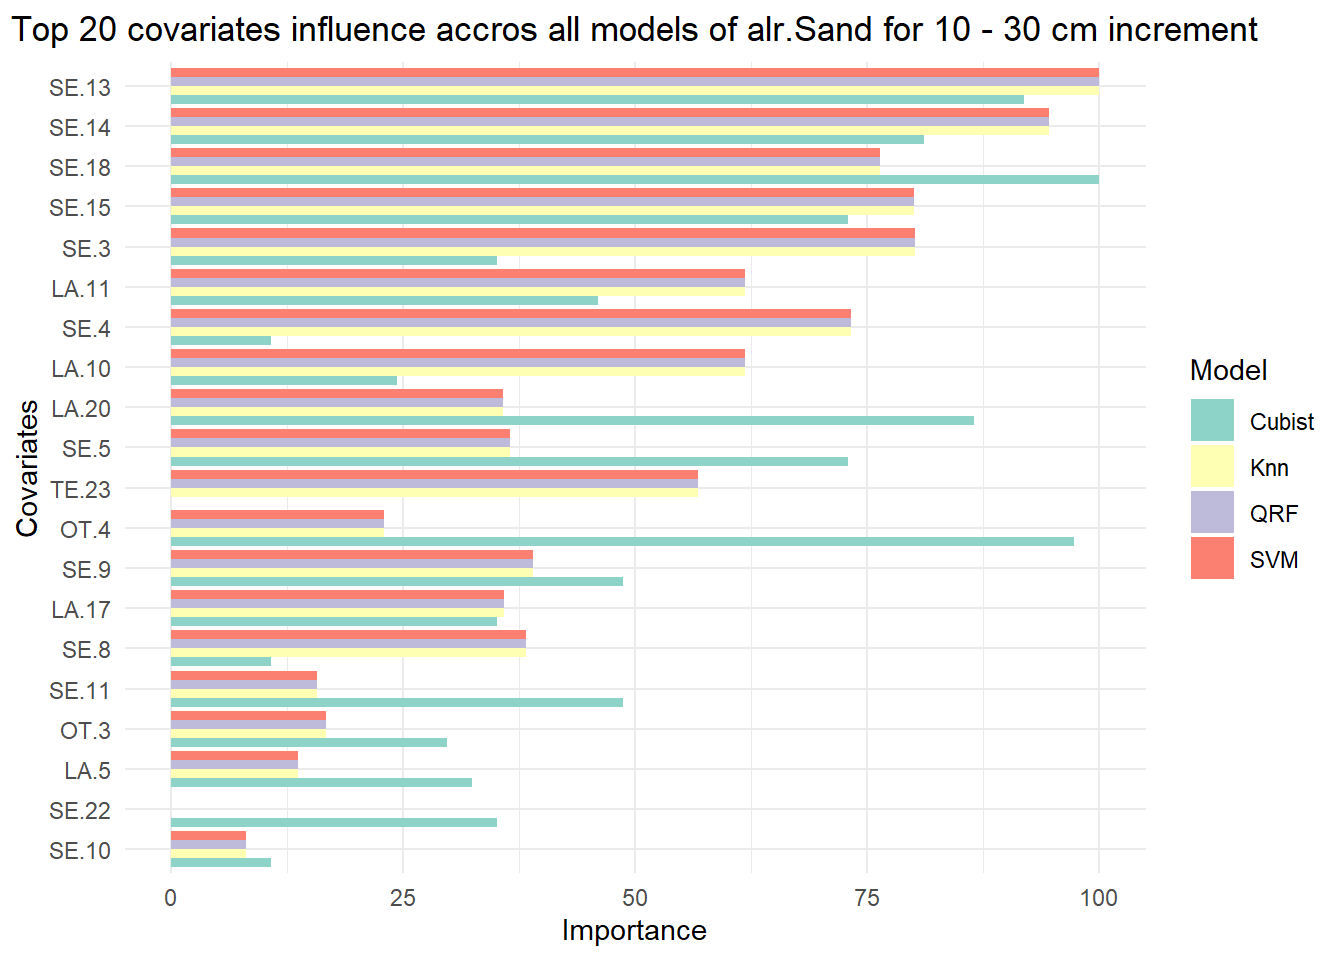 Top 20 covariates influence accros all models of alr.Sand for 10 - 30 cm increment
SE.13
SE.14
SE.18
SE.15
SE.3
LA.11
SE.4
LA.10
LA.20
SE.5
TE.23
OT.4
SE.9
LA.17
SE.8
SE.11
OT.3
LA.5
SE.22
SE.10
Covariates
0 25 50 75 100
Importance
Model
Cubist
Knn
QRF
SVM